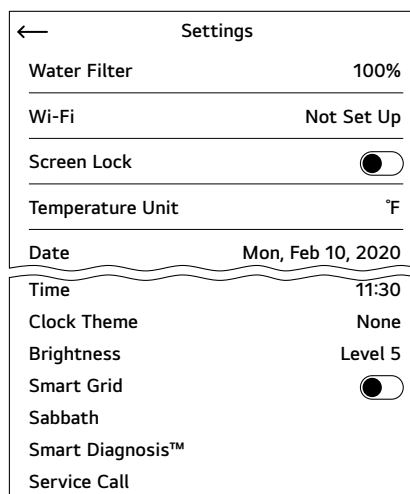 Settings
Water Filter 100%
Wi-Fi Not Set Up
Screen Lock
Temperature Unit °F
Date Mon, Feb 10, 2020
Time 11:30
Clock Theme None
Brightness Level 5
Smart Grid
Sabbath
Smart Diagnosis™
Service Call